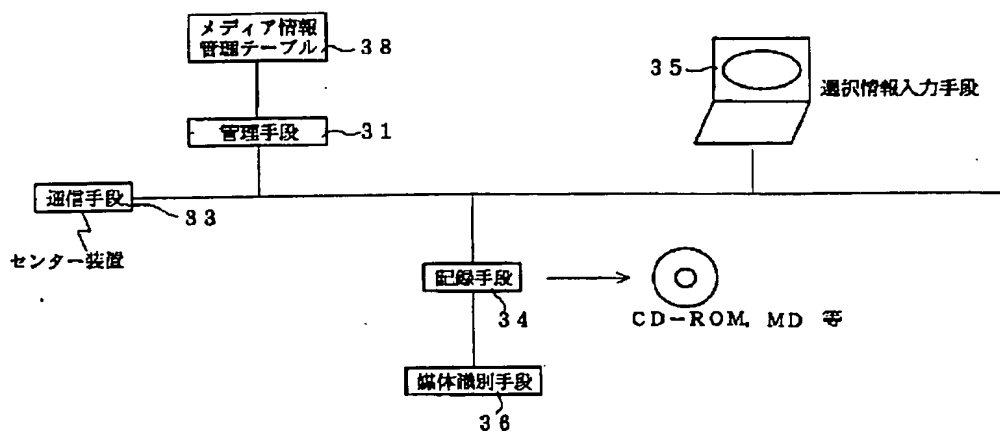 メディア情報
管理テーブル
38
35
選択情報入力手段
管理手段
31
通信手段
33
センター装置
記録手段
34
CD-ROM, MD 等
媒体識別手段
36